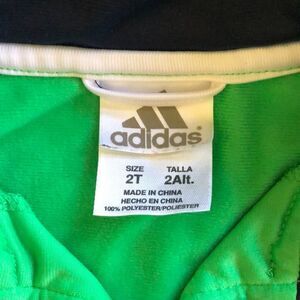 adidas
SIZE TALLA
2T 2Alt.
MADE IN CHINA
HECHO EN CHINA
100% POLYESTER/POLIESTER